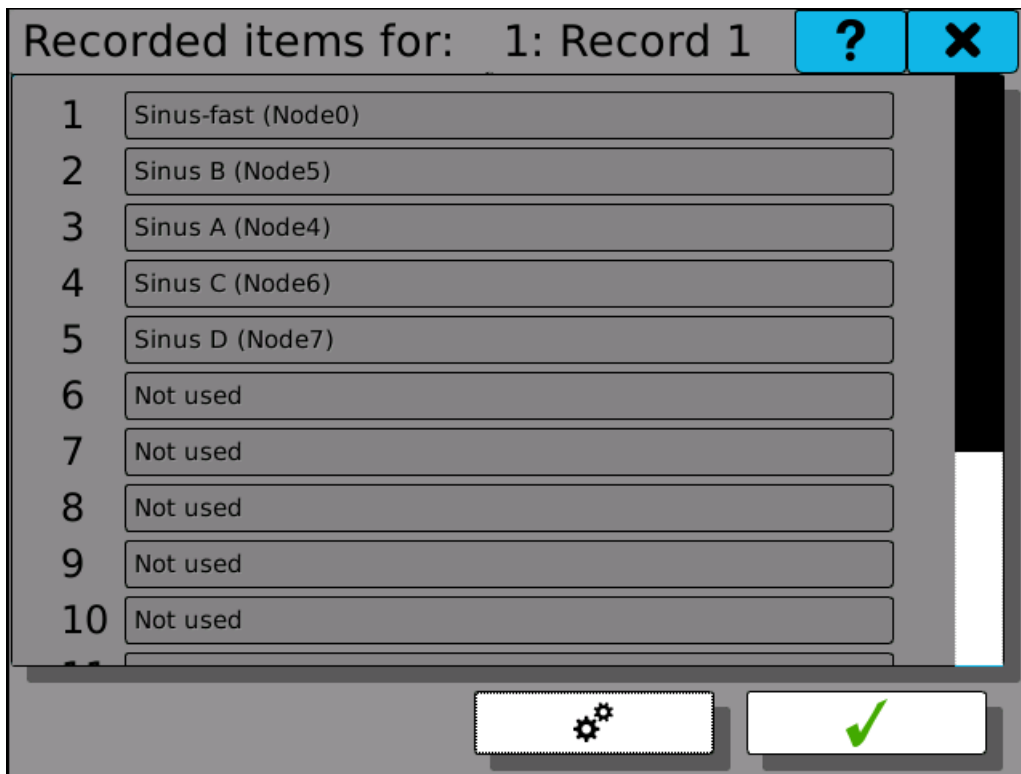 Recorded items for: 1: Record 1 ?
1 Sinus-fast (Node0)
2 Sinus B (Node5)
3 Sinus A (Node4)
4 Sinus C (Node6)
5 Sinus D (Node7)
6 Not used
7 Not used
8 Not used
9 Not used
10 Not used